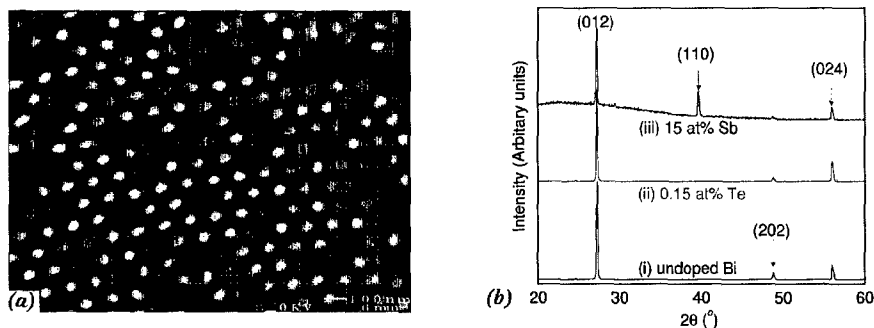 (a)
(012)
(110)
(024)
(iii) 15 at% Sb
(ii) 0.15 at% Te
(202)
(i) undoped Bi
Intensity (Arbitary units)
20 30 40 50 60
2θ (°)
(b)